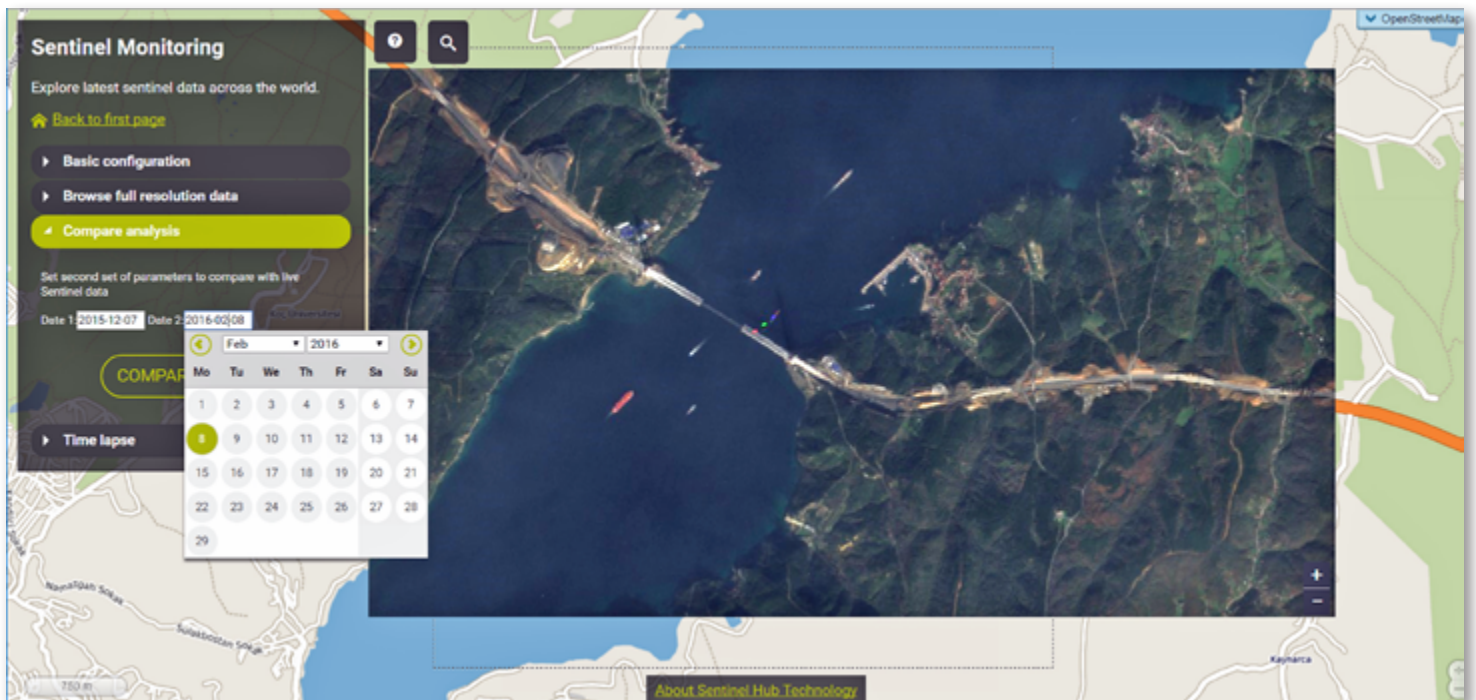 Sentinel Monitoring
Explore latest sentinel data across the world.
Back to first page
Basic configuration
Browse full resolution data
Compare analysis
Set second set of parameters to compare with live
Sentinel data
Date 1: 2015-12-07 Date 2: 2016-02-08
COMPAR
Feb 2016
Mo Tu We Th Fr Sa Su
1 2 3 4 5 6 7
8 9 10 11 12 13 14
15 16 17 18 19 20 21
22 23 24 25 26 27 28
29
Time lapse
?
OpenStreetMap
+
−
Sulakbostan Sokak
Kaynarca
750 m
About Sentinel Hub Technology